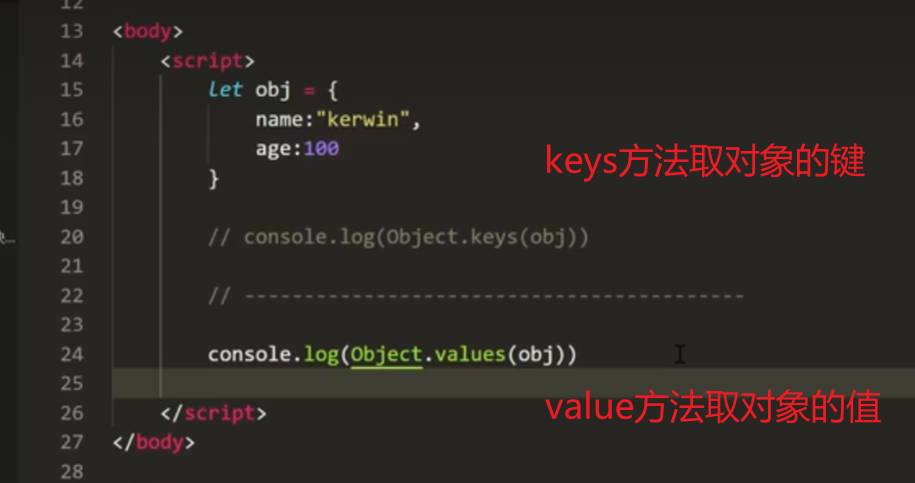 12
13 <body>
14 <script>
15 let obj = {
16 name:"kerwin",
17 age:100
18 }
keys方法取对象的键
19
20 // console.log(Object.keys(obj))
21
22 // ------------------------------------------
23
24 console.log(Object.values(obj))
25
value方法取对象的值
26 </script>
27 </body>
28